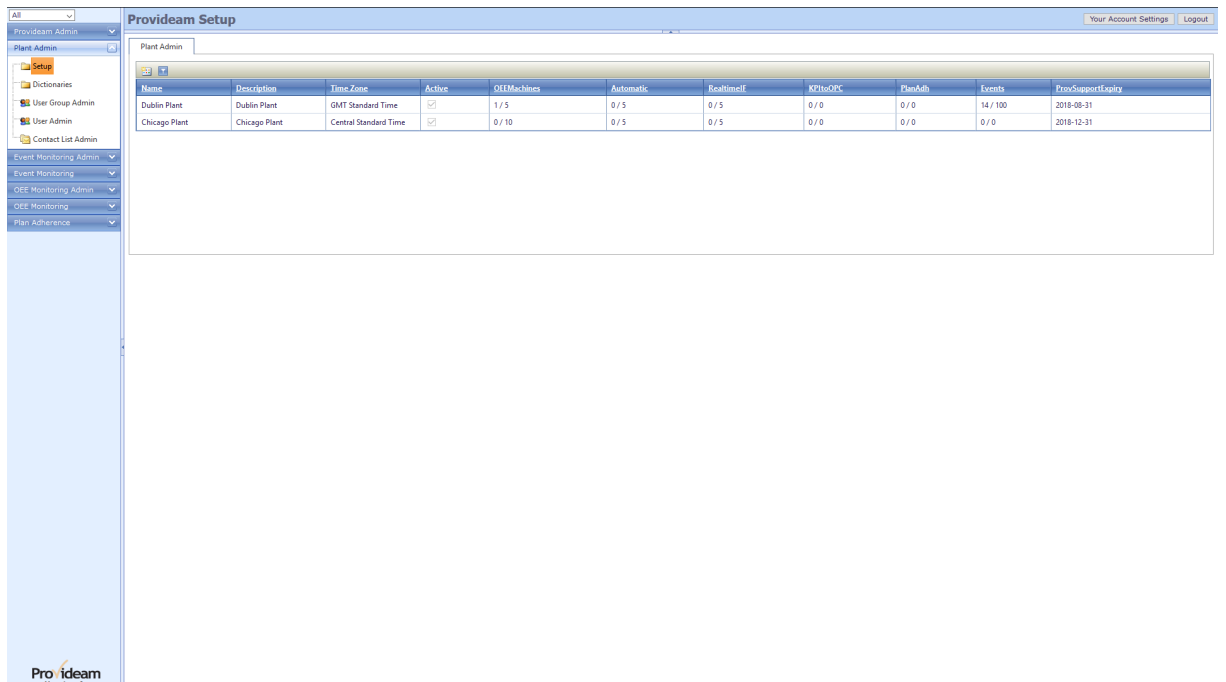 All
Provideam Setup
Your Account Settings
Logout
Provideam Admin
Plant Admin
Setup
Dictionaries
User Group Admin
User Admin
Contact List Admin
Event Monitoring Admin
Event Monitoring
OEE Monitoring Admin
OEE Monitoring
Plan Adherence
Plant Admin
Name Description Time Zone Active OEEMachines Automatic RealtimeIF KPItoOPC PlanAdh Events ProvSupportExpiry
Dublin Plant Dublin Plant GMT Standard Time 1 / 5 0 / 5 0 / 5 0 / 0 0 / 0 14 / 100 2018-08-31
Chicago Plant Chicago Plant Central Standard Time 0 / 10 0 / 5 0 / 5 0 / 0 0 / 0 0 / 0 2018-12-31
Provideam